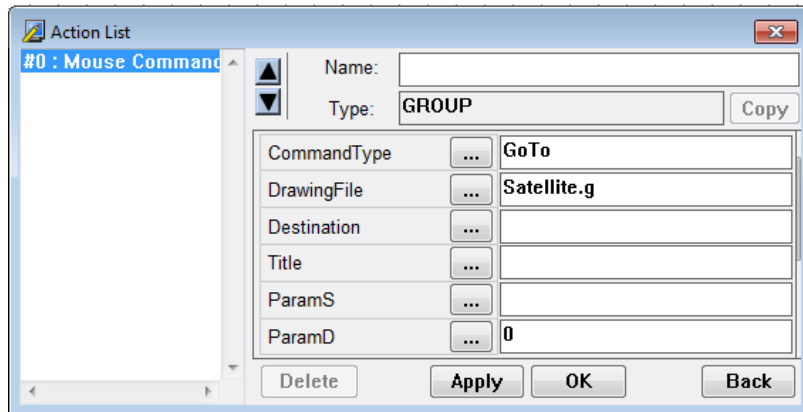 Action List
#0 : Mouse Command
Name:
Type: GROUP Copy
CommandType ... GoTo
DrawingFile ... Satellite.g
Destination ...
Title ...
ParamS ...
ParamD ... 0
Delete Apply OK Back